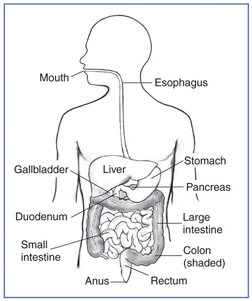 Mouth
Esophagus
Gallbladder
Liver
Stomach
Pancreas
Duodenum
Large
intestine
Small
intestine
Colon
(shaded)
Anus
Rectum